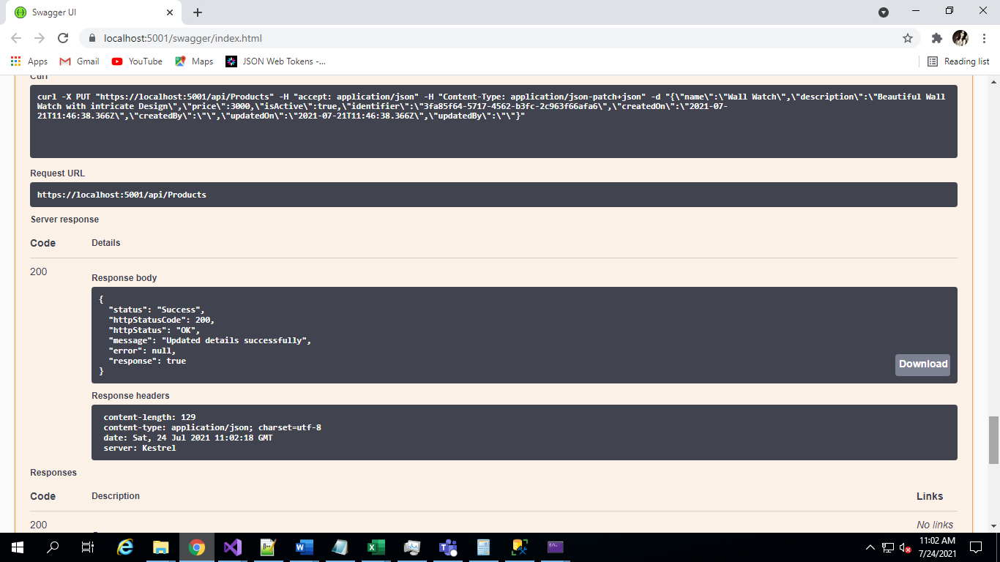 Swagger UI
localhost:5001/swagger/index.html
Apps Gmail YouTube Maps JSON Web Tokens -... Reading list
Curl
curl -X PUT "https://localhost:5001/api/Products" -H "accept: application/json" -H "Content-Type: application/json-patch+json" -d "{\"name\":\"Wall Watch\",\"description\":\"Beautiful Wall
Watch with intricate Design\",\"price\":3000,\"isActive\":true,\"identifier\":\"3fa85f64-5717-4562-b3fc-2c963f66afa6\",\"createdOn\":\"2021-07-
21T11:46:38.366Z\",\"createdBy\":\"\",\"updatedOn\":\"2021-07-21T11:46:38.366Z\",\"updatedBy\":\"\"}"
Request URL
https://localhost:5001/api/Products
Server response
Code Details
200
Response body
{
"status": "Success",
"httpStatusCode": 200,
"httpStatus": "OK",
"message": "Updated details successfully",
"error": null,
"response": true
}
Download
Response headers
content-length: 129
content-type: application/json; charset=utf-8
date: Sat, 24 Jul 2021 11:02:18 GMT
server: Kestrel
Responses
Code Description Links
200 No links
11:02 AM
7/24/2021